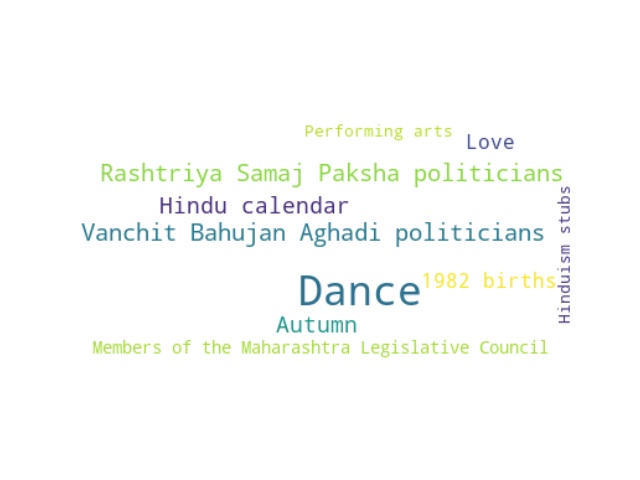 Performing arts
Love
Rashtriya Samaj Paksha politicians
Hindu calendar
Vanchit Bahujan Aghadi politicians
Hinduism stubs
Dance
1982 births
Autumn
Members of the Maharashtra Legislative Council